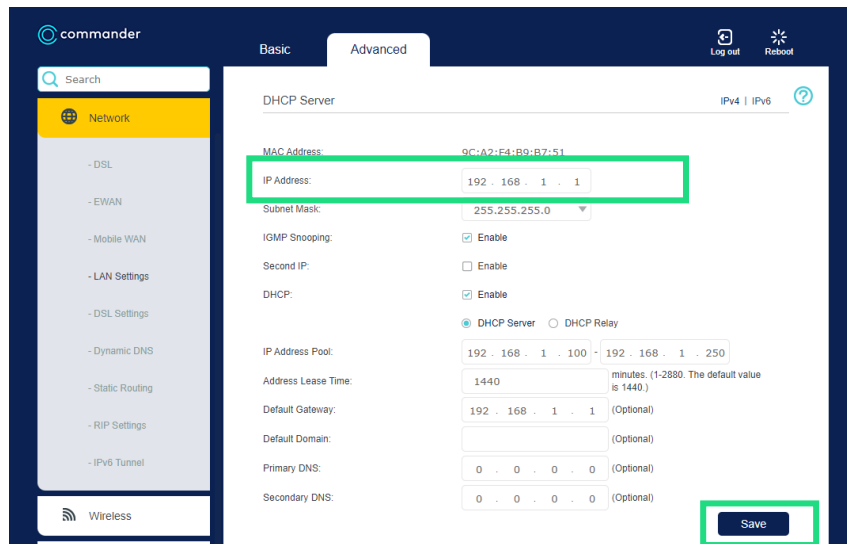 commander
Basic
Advanced
Log out
Reboot
Search
Network
- DSL
- EWAN
- Mobile WAN
- LAN Settings
- DSL Settings
- Dynamic DNS
- Static Routing
- RIP Settings
- IPv6 Tunnel
Wireless
DHCP Server
IPv4 | IPv6
?
MAC Address: 9C:A2:F4:B9:B7:51
IP Address: 192 . 168 . 1 . 1
Subnet Mask: 255.255.255.0
IGMP Snooping: Enable
Second IP: Enable
DHCP: Enable
DHCP Server DHCP Relay
IP Address Pool: 192 . 168 . 1 . 100 - 192 . 168 . 1 . 250
Address Lease Time: 1440 minutes. (1-2880. The default value
is 1440.)
Default Gateway: 192 . 168 . 1 . 1 (Optional)
Default Domain: (Optional)
Primary DNS: 0 . 0 . 0 . 0 (Optional)
Secondary DNS: 0 . 0 . 0 . 0 (Optional)
Save